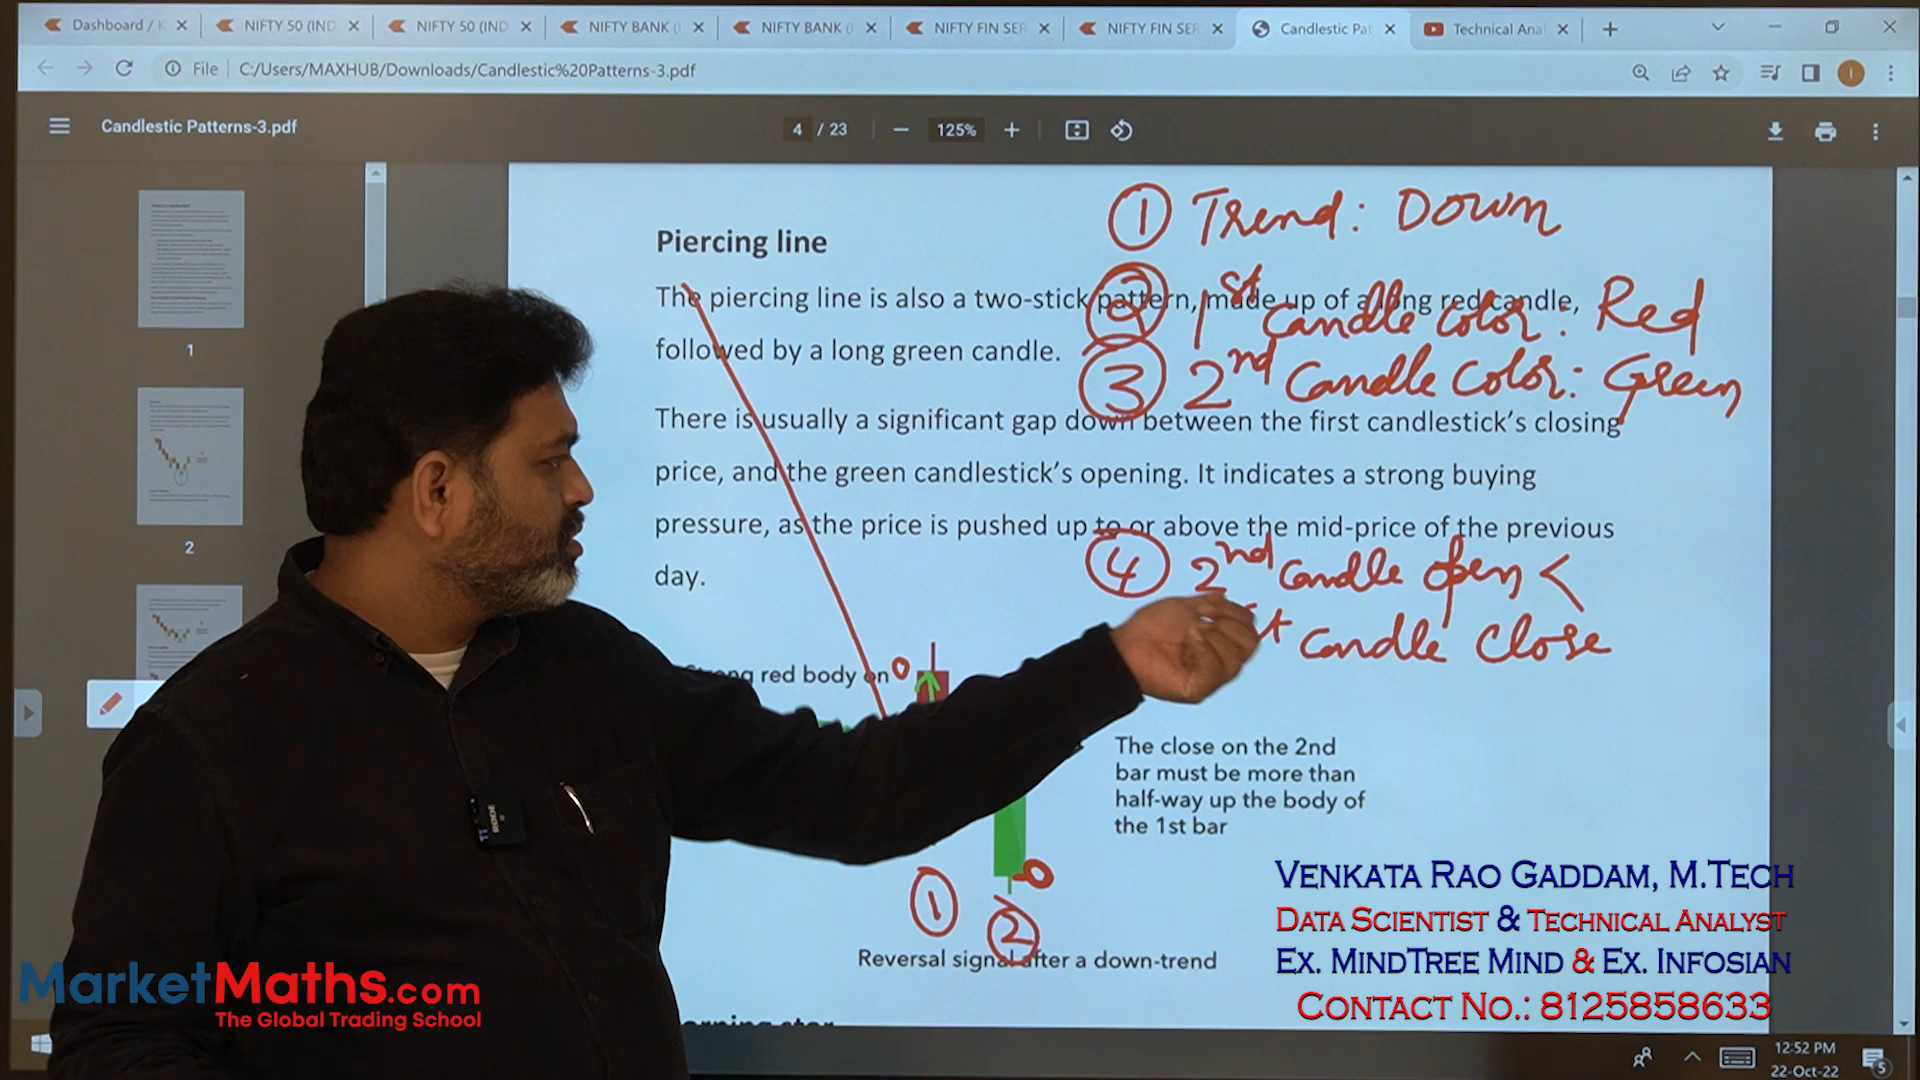 Dashboard / K
NIFTY 50 (IND
NIFTY 50 (IND
NIFTY BANK (
NIFTY BANK (
NIFTY FIN SER
NIFTY FIN SER
Candlestic Pat
Technical Anal
File
C:/Users/MAXHUB/Downloads/Candlestic%20Patterns-3.pdf
Candlestic Patterns-3.pdf
4 / 23
125%
1
2
① Trend: Down
Piercing line
The piercing line is also a two-stick pattern, made up of a long red candle,
② 1st Candle Color: Red
followed by a long green candle.
③ 2nd Candle Color: Green
There is usually a significant gap down between the first candlestick's closing
price, and the green candlestick's opening. It indicates a strong buying
pressure, as the price is pushed up to or above the mid-price of the previous
day.
④ 2nd Candle open <
st Candle Close
red body on
O
The close on the 2nd
bar must be more than
half-way up the body of
the 1st bar
O
①
②
Reversal signal after a down-trend
VENKATA RAO GADDAM, M.TECH
DATA SCIENTIST & TECHNICAL ANALYST
EX. MINDTREE MIND & EX. INFOSIAN
CONTACT NO.: 8125858633
MarketMaths.com
The Global Trading School
RODE
12:52 PM
22-Oct-22
5